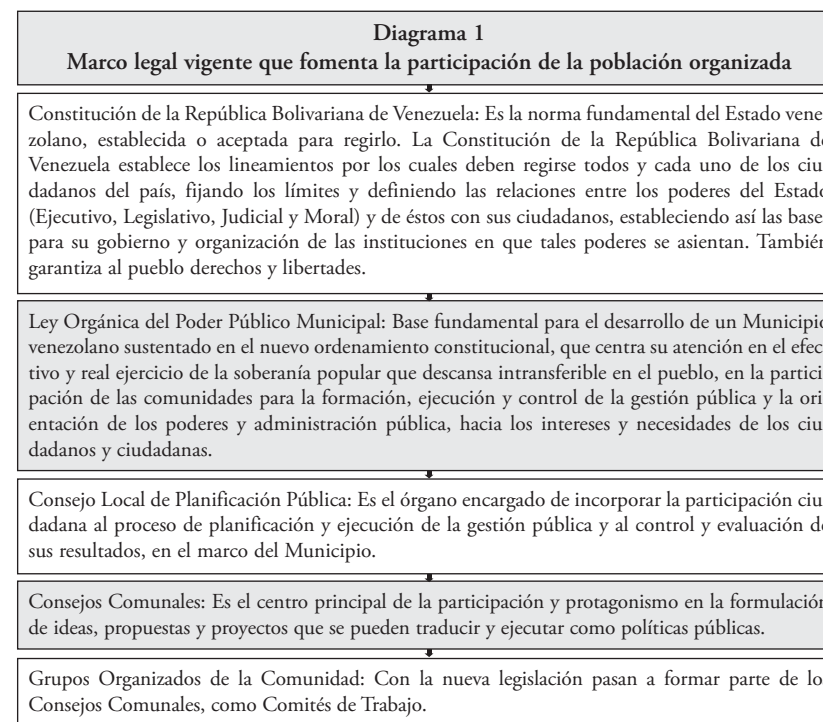 Diagrama 1
Marco legal vigente que fomenta la participación de la población organizada
Constitución de la República Bolivariana de Venezuela: Es la norma fundamental del Estado vene
zolano, establecida o aceptada para regirlo. La Constitución de la República Bolivariana de
Venezuela establece los lineamientos por los cuales deben regirse todos y cada uno de los ciu
dadanos del país, fijando los límites y definiendo las relaciones entre los poderes del Estado
(Ejecutivo, Legislativo, Judicial y Moral) y de éstos con sus ciudadanos, estableciendo así las base
para su gobierno y organización de las instituciones en que tales poderes se asientan. También
garantiza al pueblo derechos y libertades.
Ley Orgánica del Poder Público Municipal: Base fundamental para el desarrollo de un Municipio
venezolano sustentado en el nuevo ordenamiento constitucional, que centra su atención en el efec
tivo y real ejercicio de la soberanía popular que descansa intransferible en el pueblo, en la partici
pación de las comunidades para la formación, ejecución y control de la gestión pública y la ori
entación de los poderes y administración pública, hacia los intereses y necesidades de los ciu
dadanos y ciudadanas.
Consejo Local de Planificación Pública: Es el órgano encargado de incorporar la participación ciu
dadana al proceso de planificación y ejecución de la gestión pública y al control y evaluación de
sus resultados, en el marco del Municipio.
Consejos Comunales: Es el centro principal de la participación y protagonismo en la formulación
de ideas, propuestas y proyectos que se pueden traducir y ejecutar como políticas públicas.
Grupos Organizados de la Comunidad: Con la nueva legislación pasan a formar parte de lo
Consejos Comunales, como Comités de Trabajo.